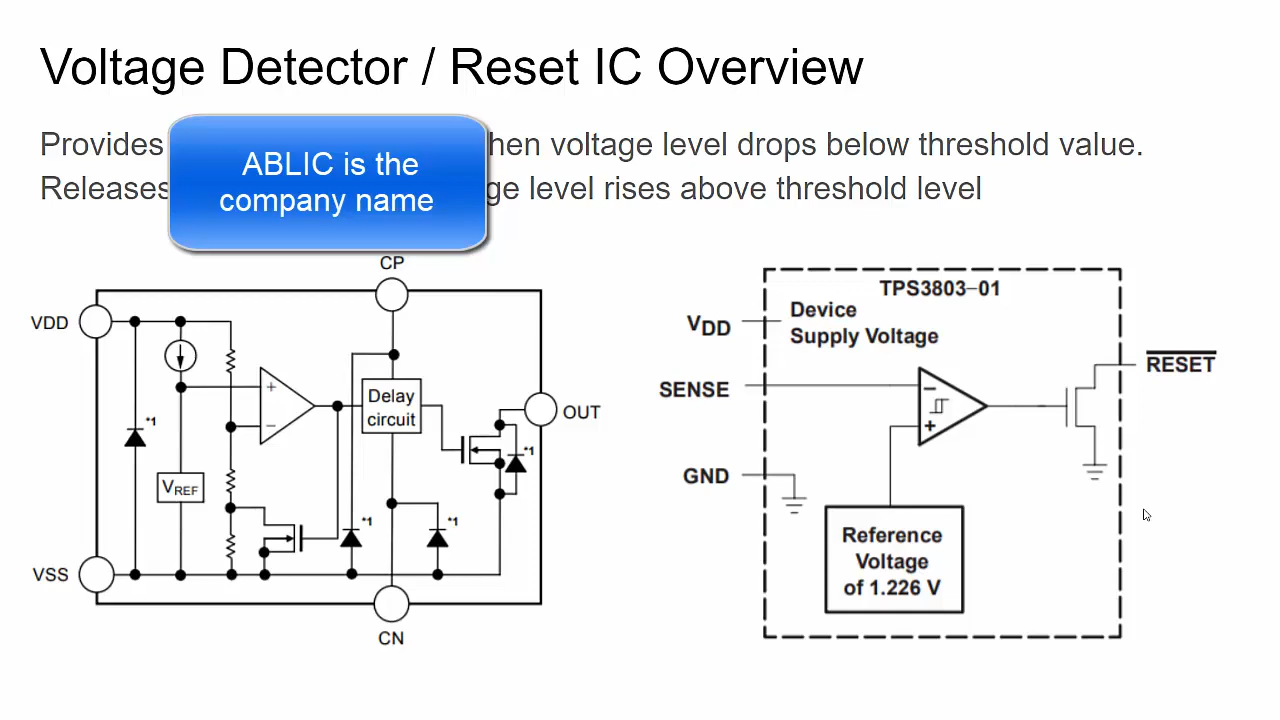 Voltage Detector / Reset IC Overview
Provides hen voltage level drops below threshold value.
Releases ge level rises above threshold level
ABLIC is the
company name
CP
VDD
*1
VREF
+
−
Delay
circuit
OUT
*1
*1
*1
VSS
CN
TPS3803−01
VDD
Device
Supply Voltage
RESET
SENSE
−
+
GND
Reference
Voltage
of 1.226 V